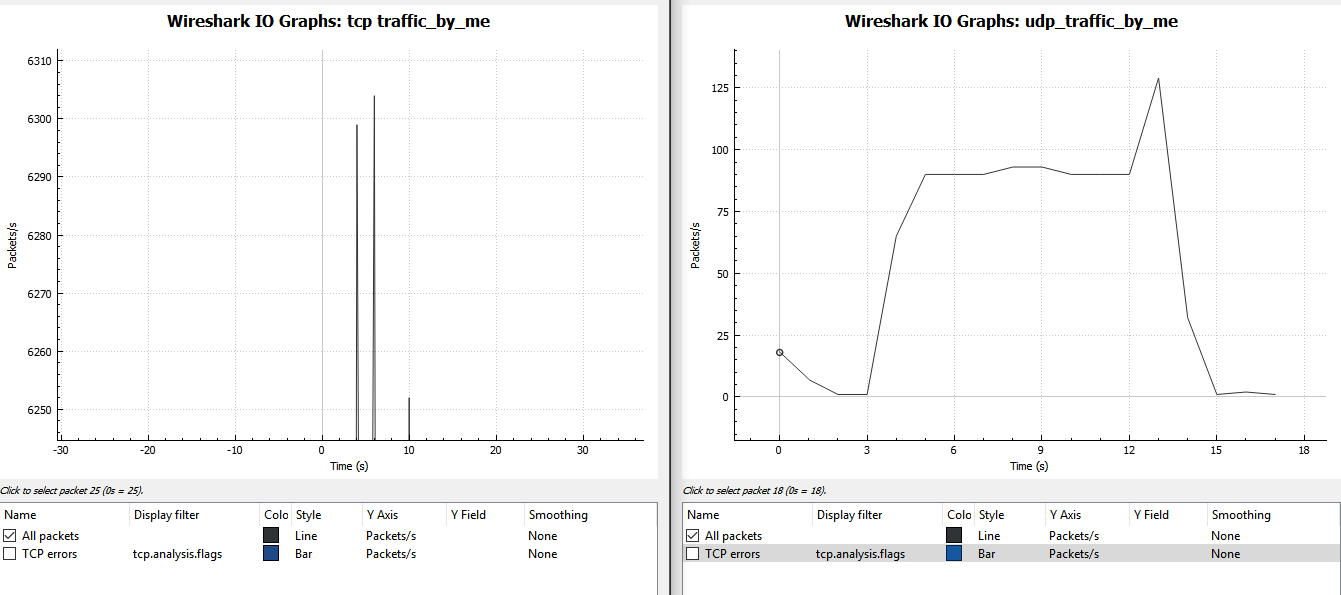 Wireshark IO Graphs: tcp traffic_by_me
6310
6300
6290
6280
6270
6260
6250
Packets/s
-30
-20
-10
0
10
20
30
Time (s)
Click to select packet 25 (0s = 25).
Name Display filter Colo Style Y Axis Y Field Smoothing
All packets Line Packets/s None
TCP errors tcp.analysis.flags Bar Packets/s None
Wireshark IO Graphs: udp_traffic_by_me
125
100
75
50
25
0
Packets/s
0
3
6
9
12
15
18
Time (s)
Click to select packet 18 (0s = 18).
Name Display filter Colo Style Y Axis Y Field Smoothing
All packets Line Packets/s None
TCP errors tcp.analysis.flags Bar Packets/s None